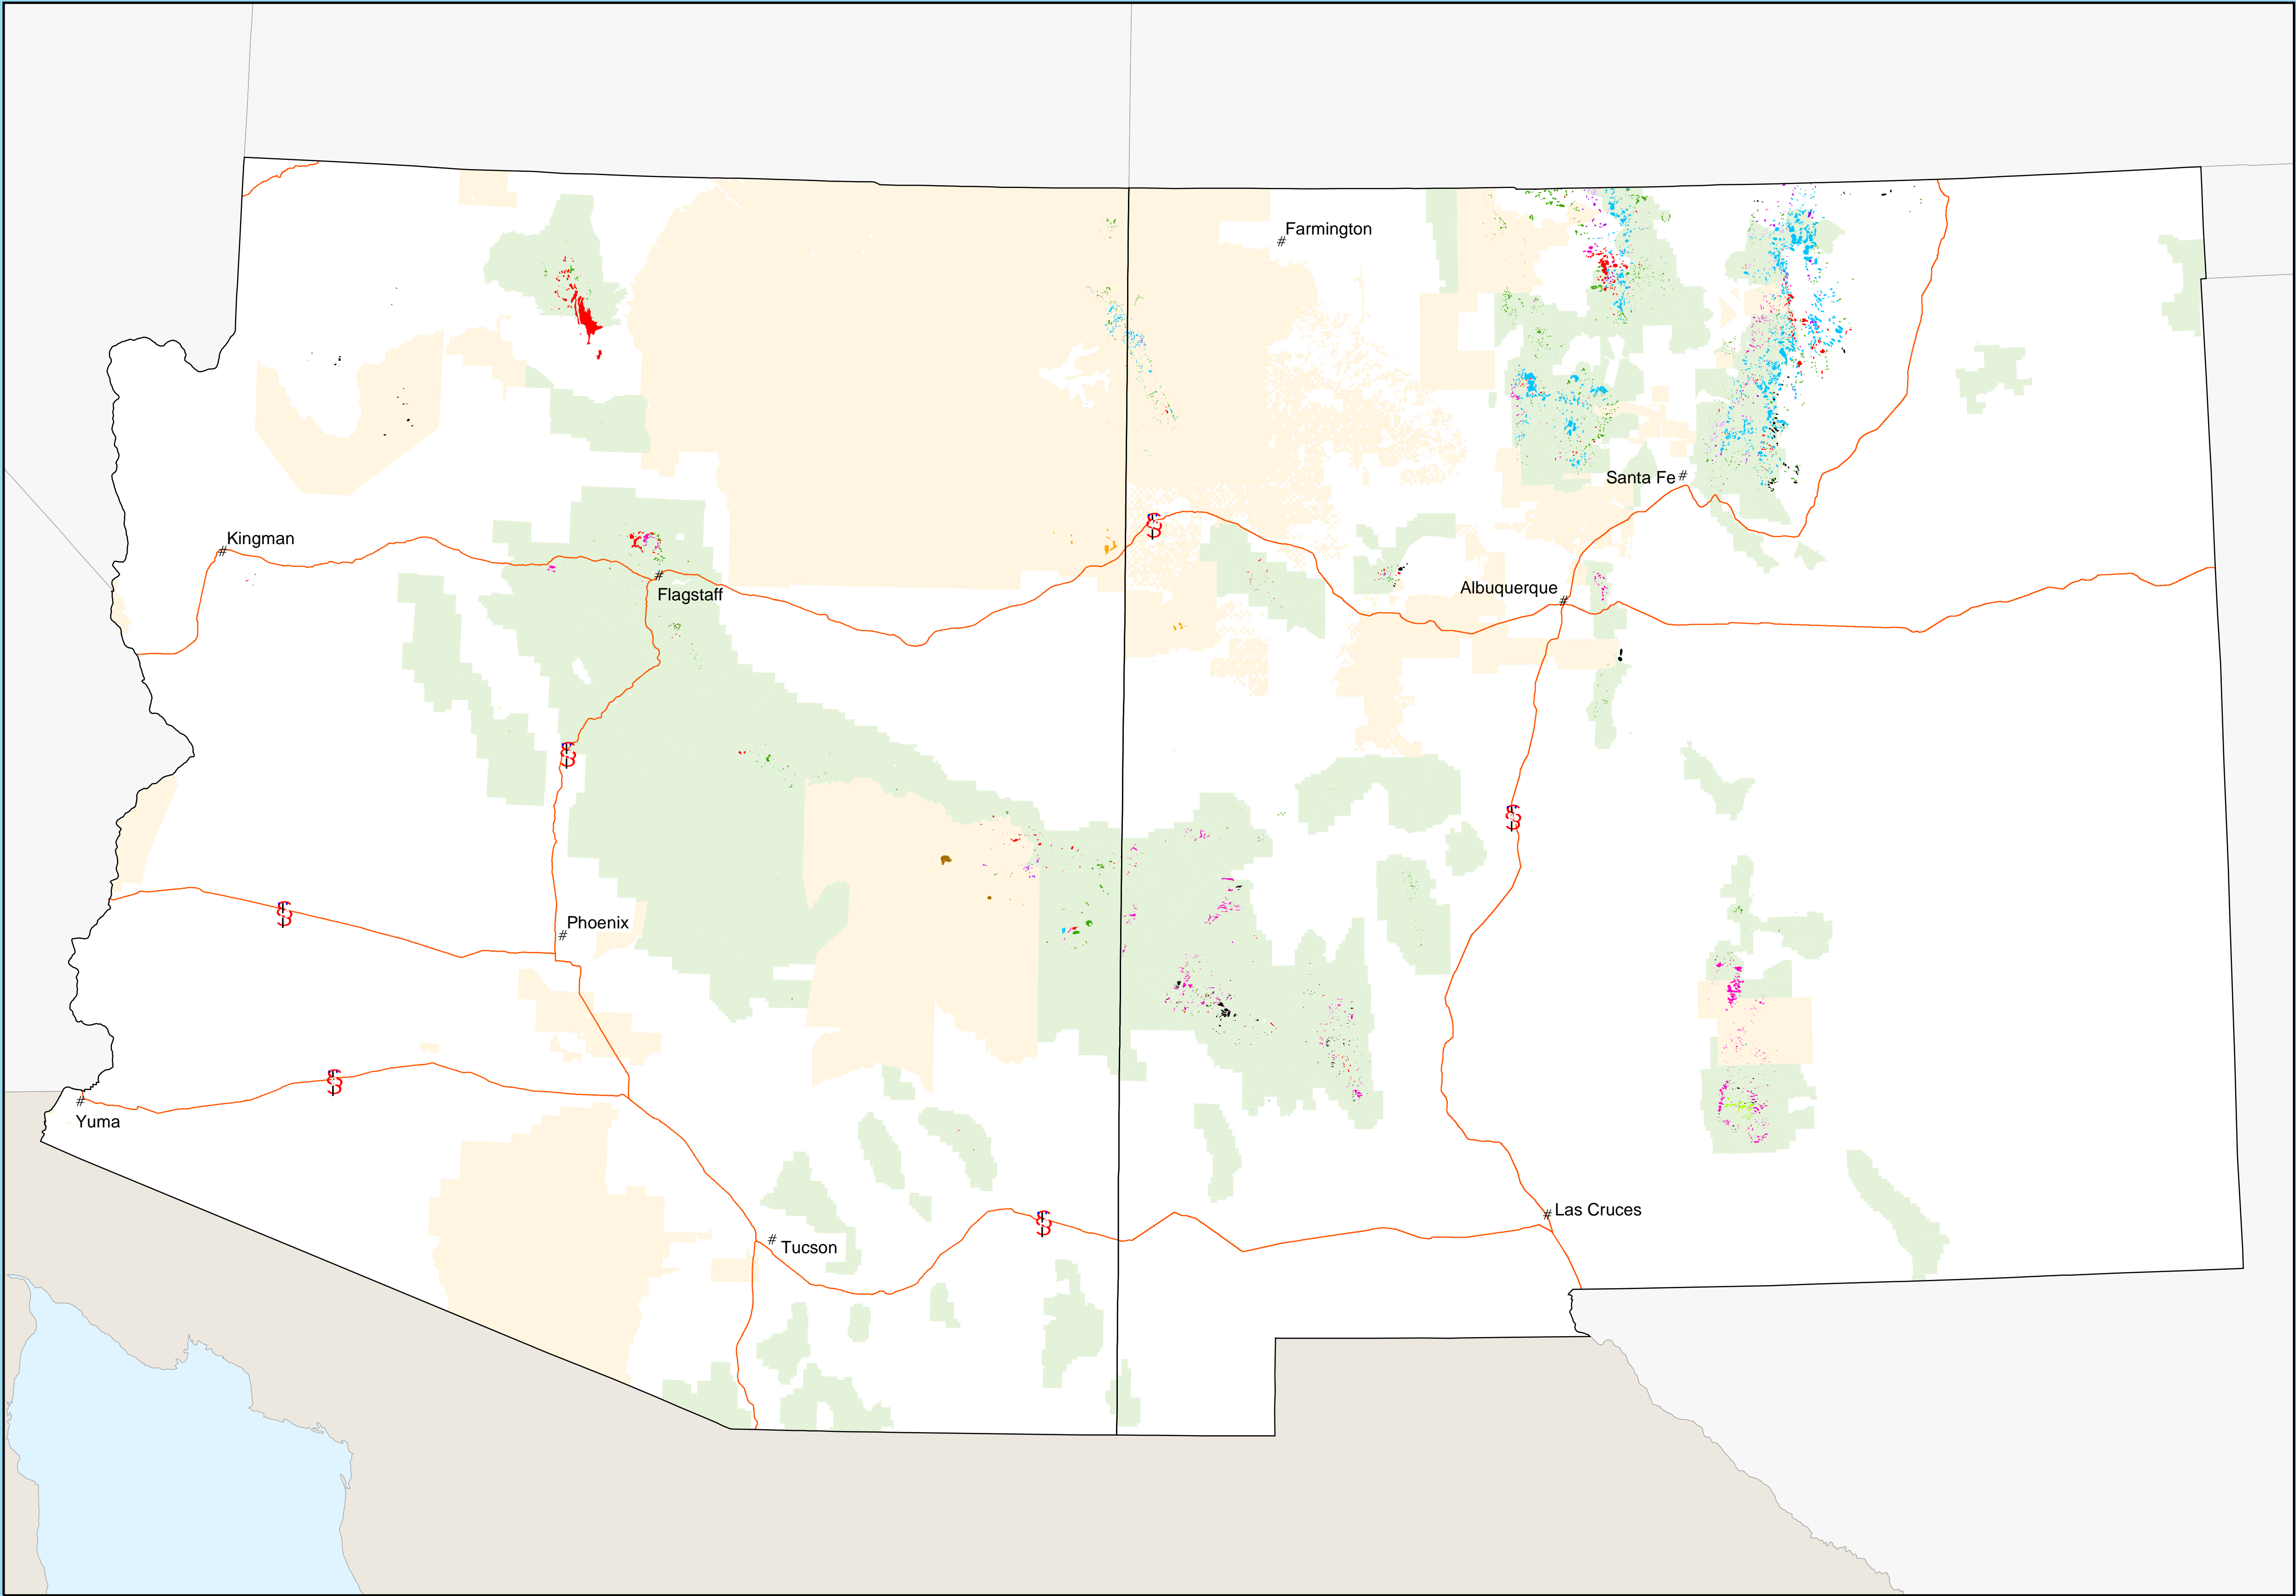 Farmington
#
Santa Fe #
Kingman
#
#
Flagstaff
Albuquerque
#
Phoenix
#
#
Yuma
# Las Cruces
# Tucson